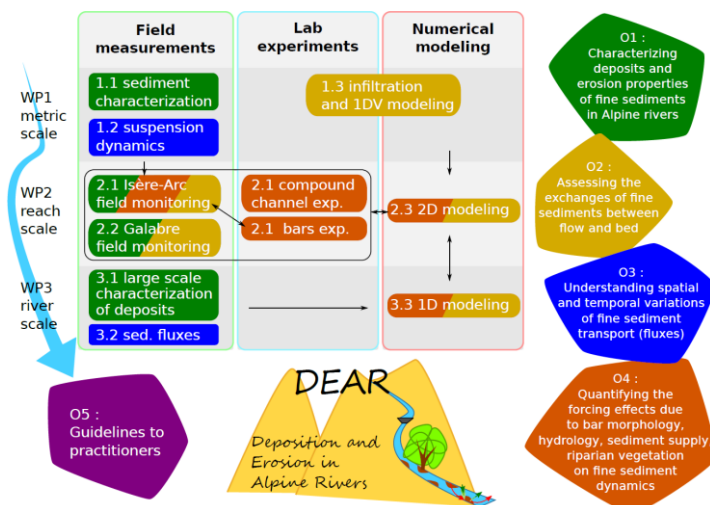 Field
measurements
Lab
experiments
Numerical
modeling
WP1
metric
scale
1.1 sediment
characterization
1.2 suspension
dynamics
1.3 infiltration
and 1DV modeling
WP2
reach
scale
2.1 Isère-Arc
field monitoring
2.2 Galabre
field monitoring
2.1 compound
channel exp.
2.1 bars exp.
2.3 2D modeling
WP3
river
scale
3.1 large scale
characterization
of deposits
3.2 sed. fluxes
3.3 1D modeling
O1 :
Characterizing
deposits and
erosion properties
of fine sediments
in Alpine rivers
O2 :
Assessing the
exchanges of fine
sediments between
flow and bed
O3 :
Understanding spatial
and temporal variations
of fine sediment
transport (fluxes)
O4 :
Quantifying the
forcing effects due
to bar morphology,
hydrology, sediment supply,
riparian vegetation
on fine sediment
dynamics
O5 :
Guidelines to
practitioners
DEAR
Deposition and
Erosion in
Alpine Rivers